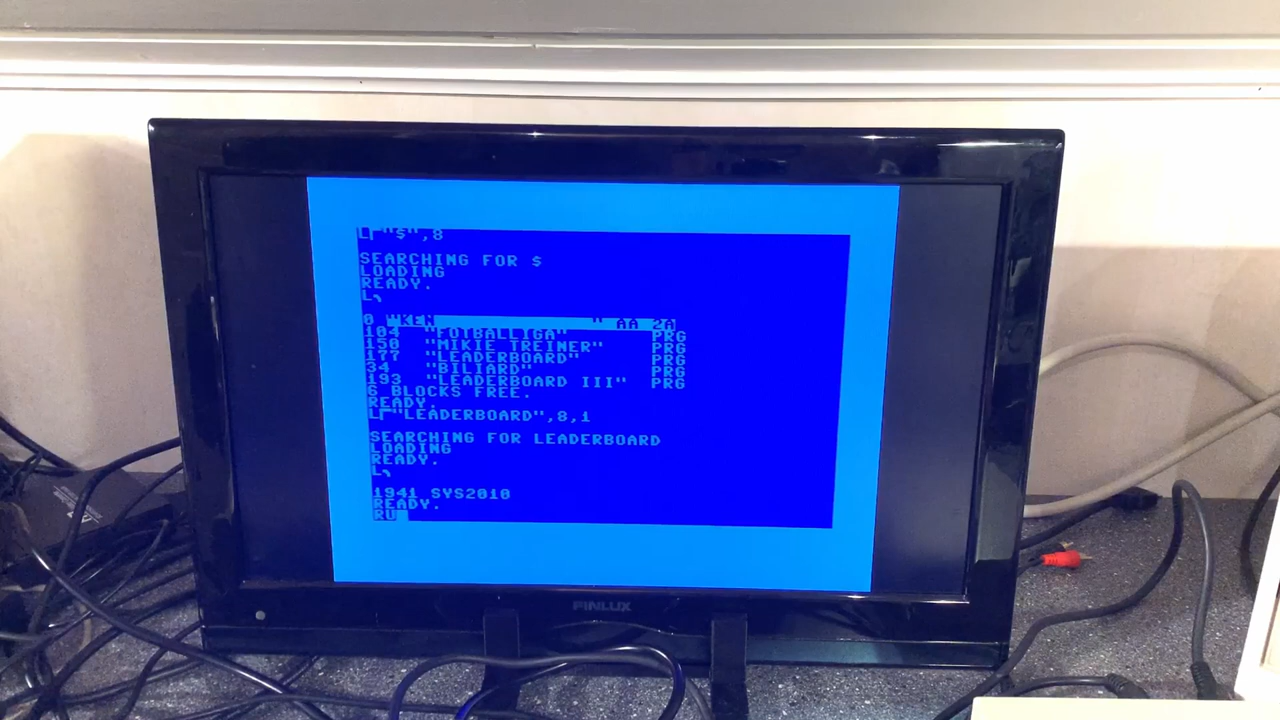 L┌"$",8
SEARCHING FOR $
LOADING
READY.
L╮
0 "KEN " AA 2A
104 "FOTBALLIGA" PRG
150 "MIKIE TREINER" PRG
177 "LEADERBOARD" PRG
34 "BILIARD" PRG
193 "LEADERBOARD III" PRG
6 BLOCKS FREE.
READY.
L┌"LEADERBOARD",8,1
SEARCHING FOR LEADERBOARD
LOADING
READY.
L╮
1941 SYS2010
READY.
RU
FINLUX